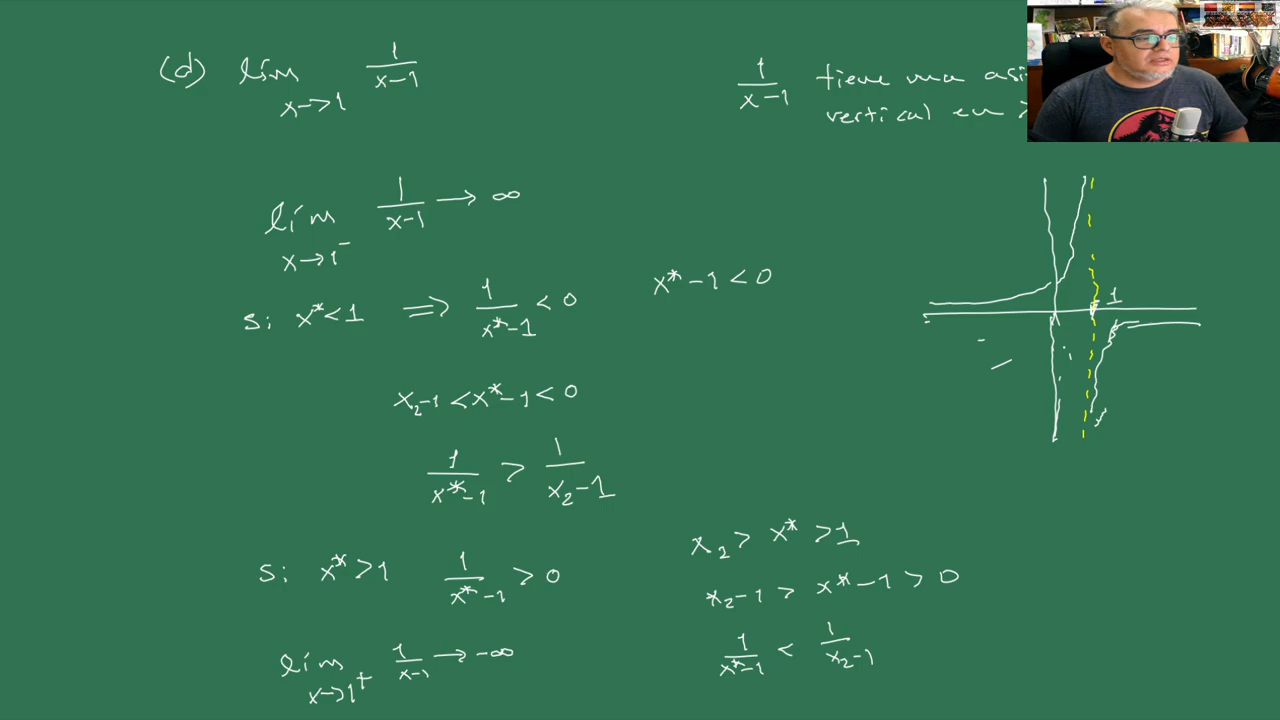 (d) lím 1/(x-1)
x->1
1/(x-1) tiene una
vertical en
lím 1/(x-1) → ∞
x→1⁻
Si x* < 1 ⟹ 1/(x*-1) < 0
x* - 1 < 0
x₂-1 < x*-1 < 0
1/(x*-1) > 1/(x₂-1)
Si x* > 1 1/(x*-1) > 0
lím 1/(x-1) → -∞
x→1⁺
x₂ > x* > 1
x₂-1 > x*-1 > 0
1/(x*-1) < 1/(x₂-1)
1